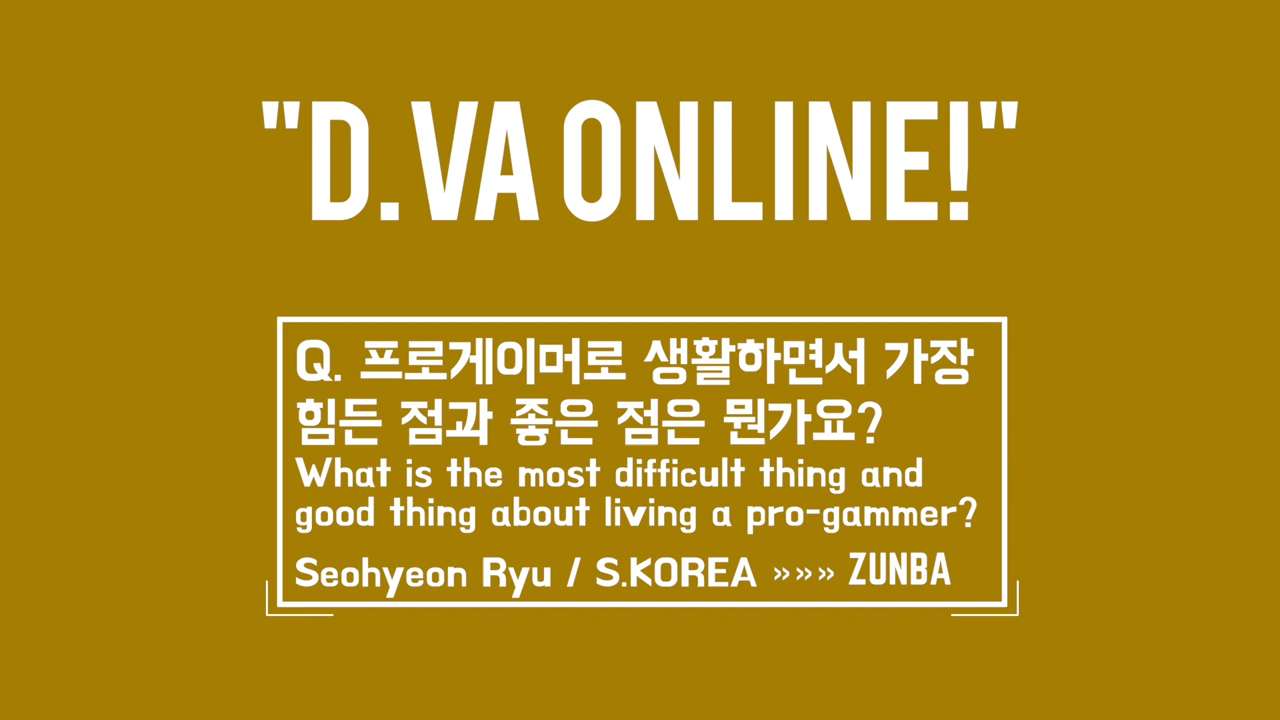 "D.VA ONLINE!"
Q. 프로게이머로 생활하면서 가장
힘든 점과 좋은 점은 뭔가요?
What is the most difficult thing and
good thing about living a pro-gammer?
Seohyeon Ryu / S.KOREA »»» ZUNBA